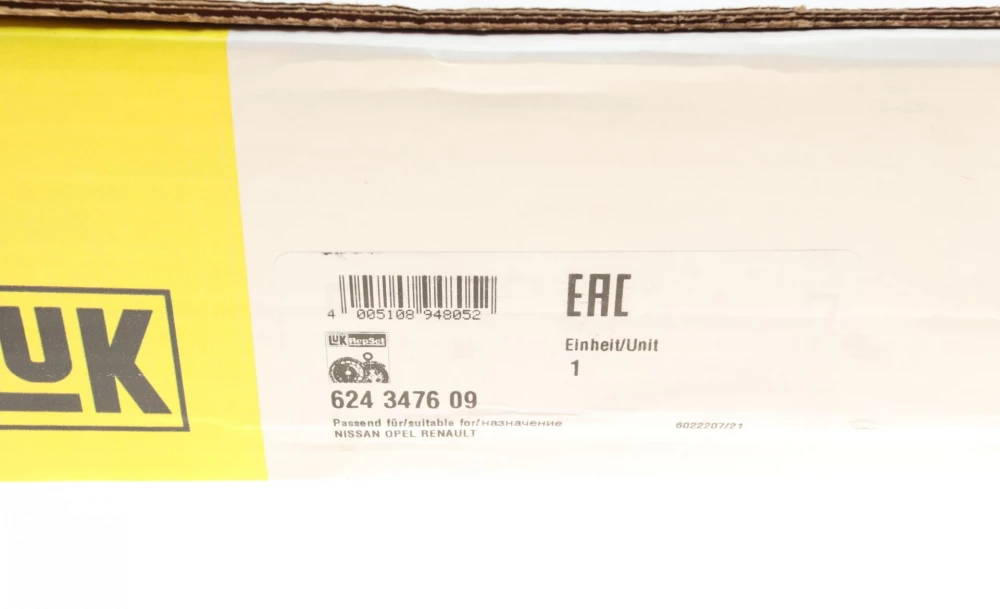 LUK
4 005108 948052
EAC
LUK RepSet
Einheit/Unit
1
624 3476 09
Passend für/suitable for/назначение
NISSAN OPEL RENAULT
6022207/21